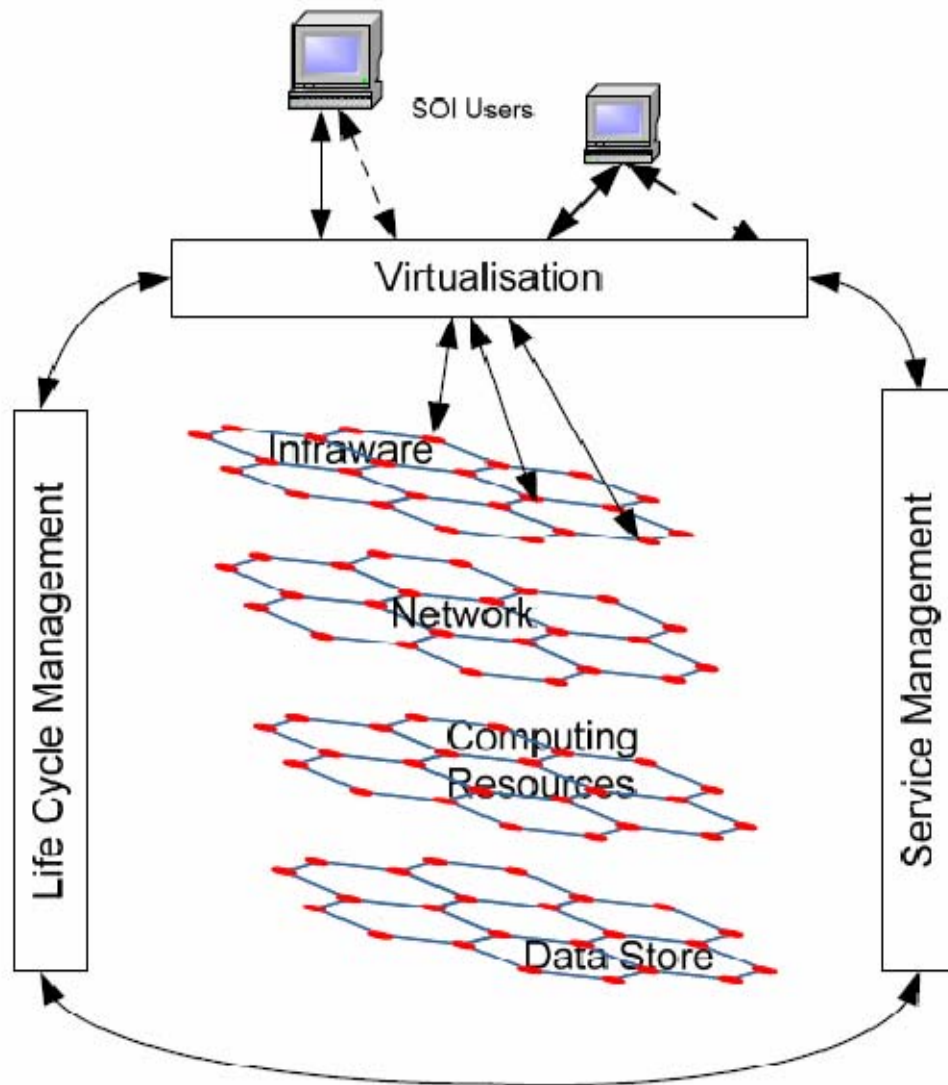 SOI Users
Virtualisation
Life Cycle Management
Service Management
Infraware
Network
Computing
Resources
Data Store